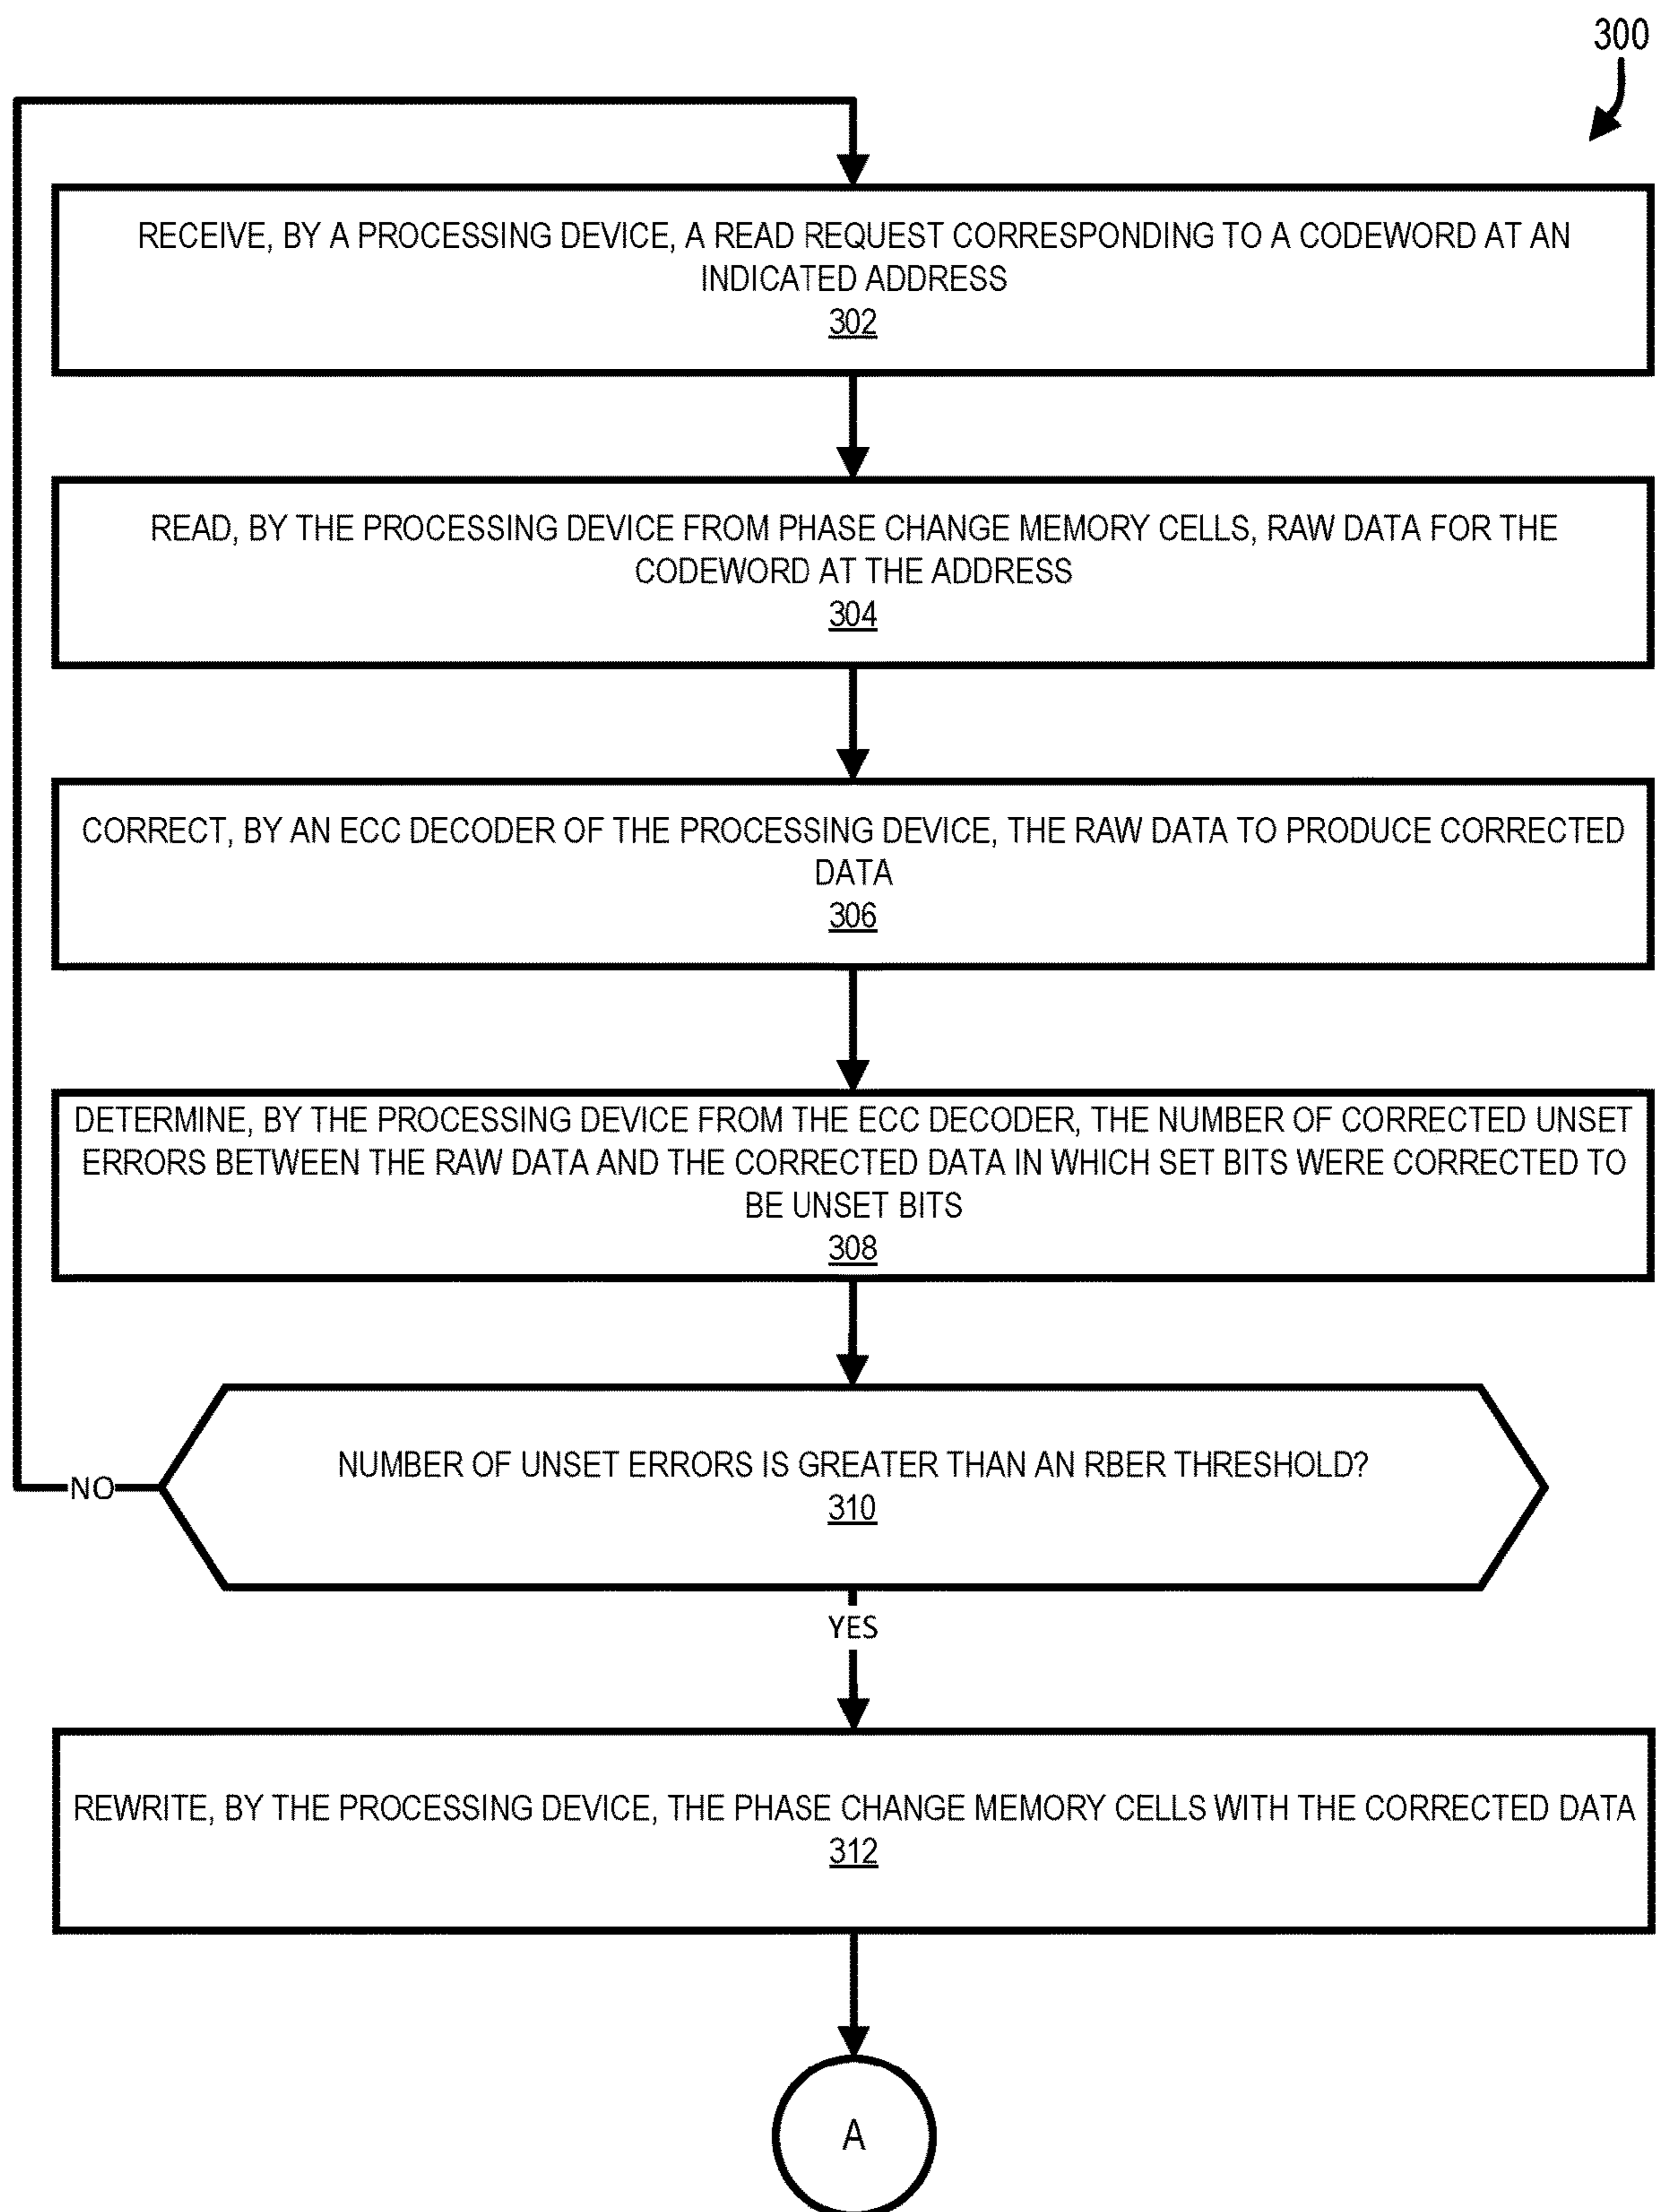 300
RECEIVE, BY A PROCESSING DEVICE, A READ REQUEST CORRESPONDING TO A CODEWORD AT AN
INDICATED ADDRESS
302
READ, BY THE PROCESSING DEVICE FROM PHASE CHANGE MEMORY CELLS, RAW DATA FOR THE
CODEWORD AT THE ADDRESS
304
CORRECT, BY AN ECC DECODER OF THE PROCESSING DEVICE, THE RAW DATA TO PRODUCE CORRECTED
DATA
306
DETERMINE, BY THE PROCESSING DEVICE FROM THE ECC DECODER, THE NUMBER OF CORRECTED UNSET
ERRORS BETWEEN THE RAW DATA AND THE CORRECTED DATA IN WHICH SET BITS WERE CORRECTED TO
BE UNSET BITS
308
NUMBER OF UNSET ERRORS IS GREATER THAN AN RBER THRESHOLD?
310
NO
YES
REWRITE, BY THE PROCESSING DEVICE, THE PHASE CHANGE MEMORY CELLS WITH THE CORRECTED DATA
312
A